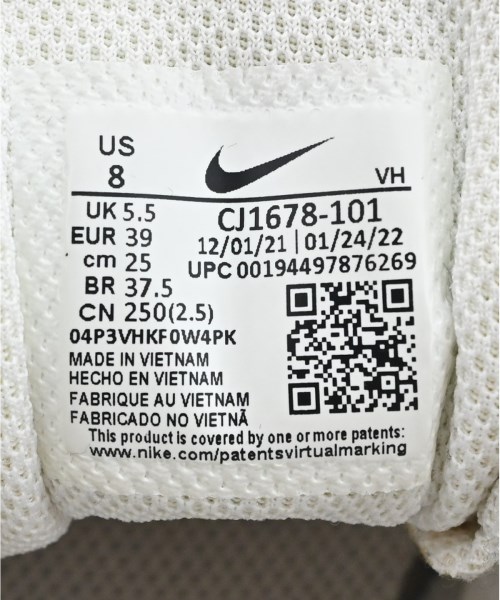 US
8
VH
UK 5.5
EUR 39
cm 25
BR 37.5
CN 250(2.5)
CJ1678-101
12/01/21 | 01/24/22
UPC 00194497876269
04P3VHKF0W4PK
MADE IN VIETNAM
HECHO EN VIETNAM
FABRIQUE AU VIETNAM
FABRICADO NO VIETNÃ
This product is covered by one or more patents:
www.nike.com/patentsvirtualmarking